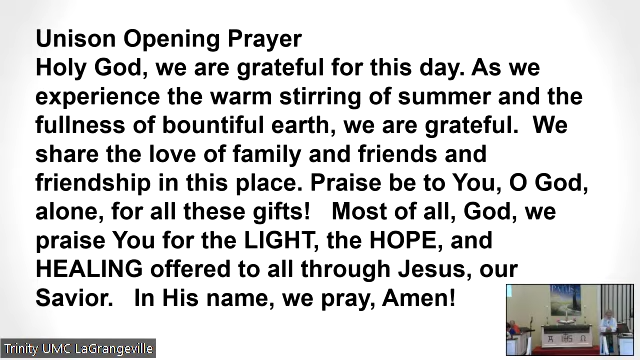 Unison Opening Prayer
Holy God, we are grateful for this day. As we
experience the warm stirring of summer and the
fullness of bountiful earth, we are grateful.  We
share the love of family and friends and
friendship in this place. Praise be to You, O God,
alone, for all these gifts!   Most of all, God, we
praise You for the LIGHT, the HOPE, and
HEALING offered to all through Jesus, our
Savior.   In His name, we pray, Amen!
Trinity UMC LaGrangeville